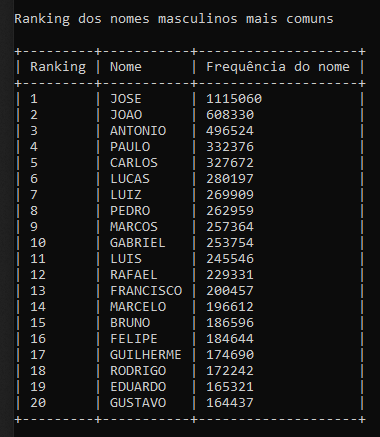 Ranking dos nomes masculinos mais comuns
+---------+-----------+--------------------+
| Ranking | Nome | Frequência do nome |
+---------+-----------+--------------------+
| 1 | JOSE | 1115060 |
| 2 | JOAO | 608330 |
| 3 | ANTONIO | 496524 |
| 4 | PAULO | 332376 |
| 5 | CARLOS | 327672 |
| 6 | LUCAS | 280197 |
| 7 | LUIZ | 269909 |
| 8 | PEDRO | 262959 |
| 9 | MARCOS | 257364 |
| 10 | GABRIEL | 253754 |
| 11 | LUIS | 245546 |
| 12 | RAFAEL | 229331 |
| 13 | FRANCISCO | 200457 |
| 14 | MARCELO | 196612 |
| 15 | BRUNO | 186596 |
| 16 | FELIPE | 184644 |
| 17 | GUILHERME | 174690 |
| 18 | RODRIGO | 172242 |
| 19 | EDUARDO | 165321 |
| 20 | GUSTAVO | 164437 |
+---------+-----------+--------------------+